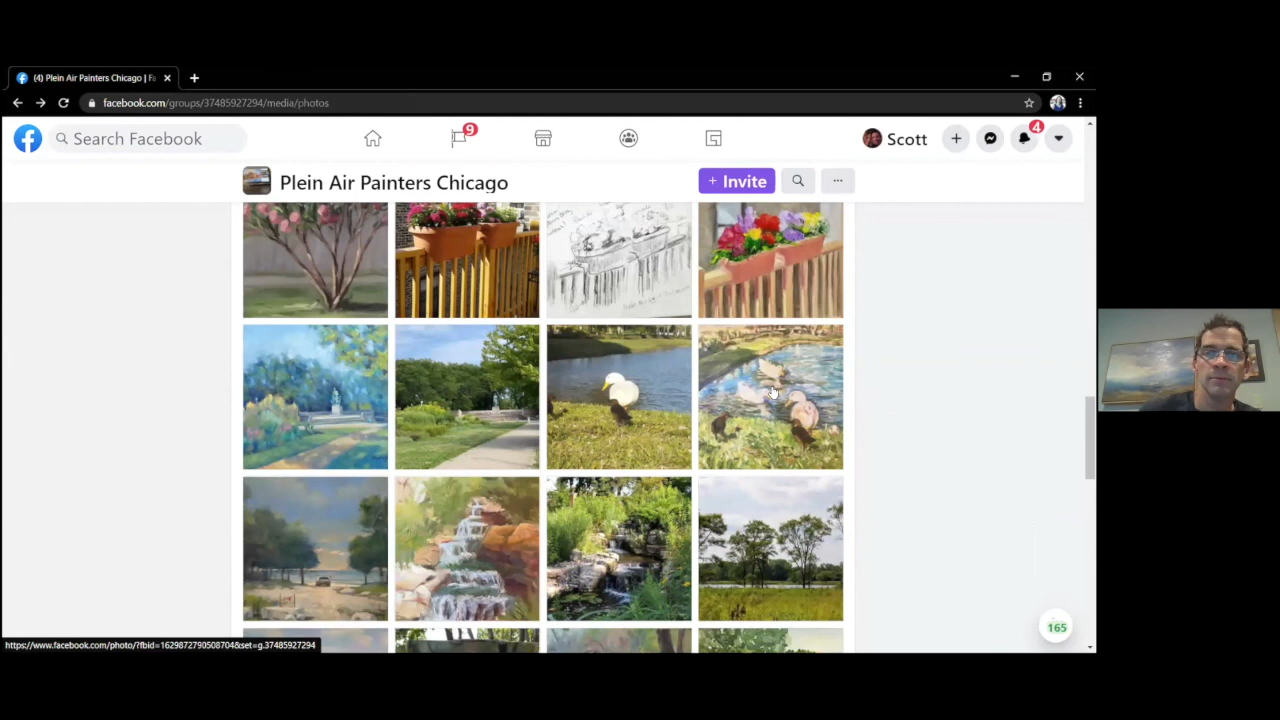 (4) Plein Air Painters Chicago | Fa
facebook.com/groups/37485927294/media/photos
Search Facebook
9
Scott
4
Plein Air Painters Chicago
+ Invite
165
https://www.facebook.com/photo/?fbid=1629872790508704&set=g.37485927294